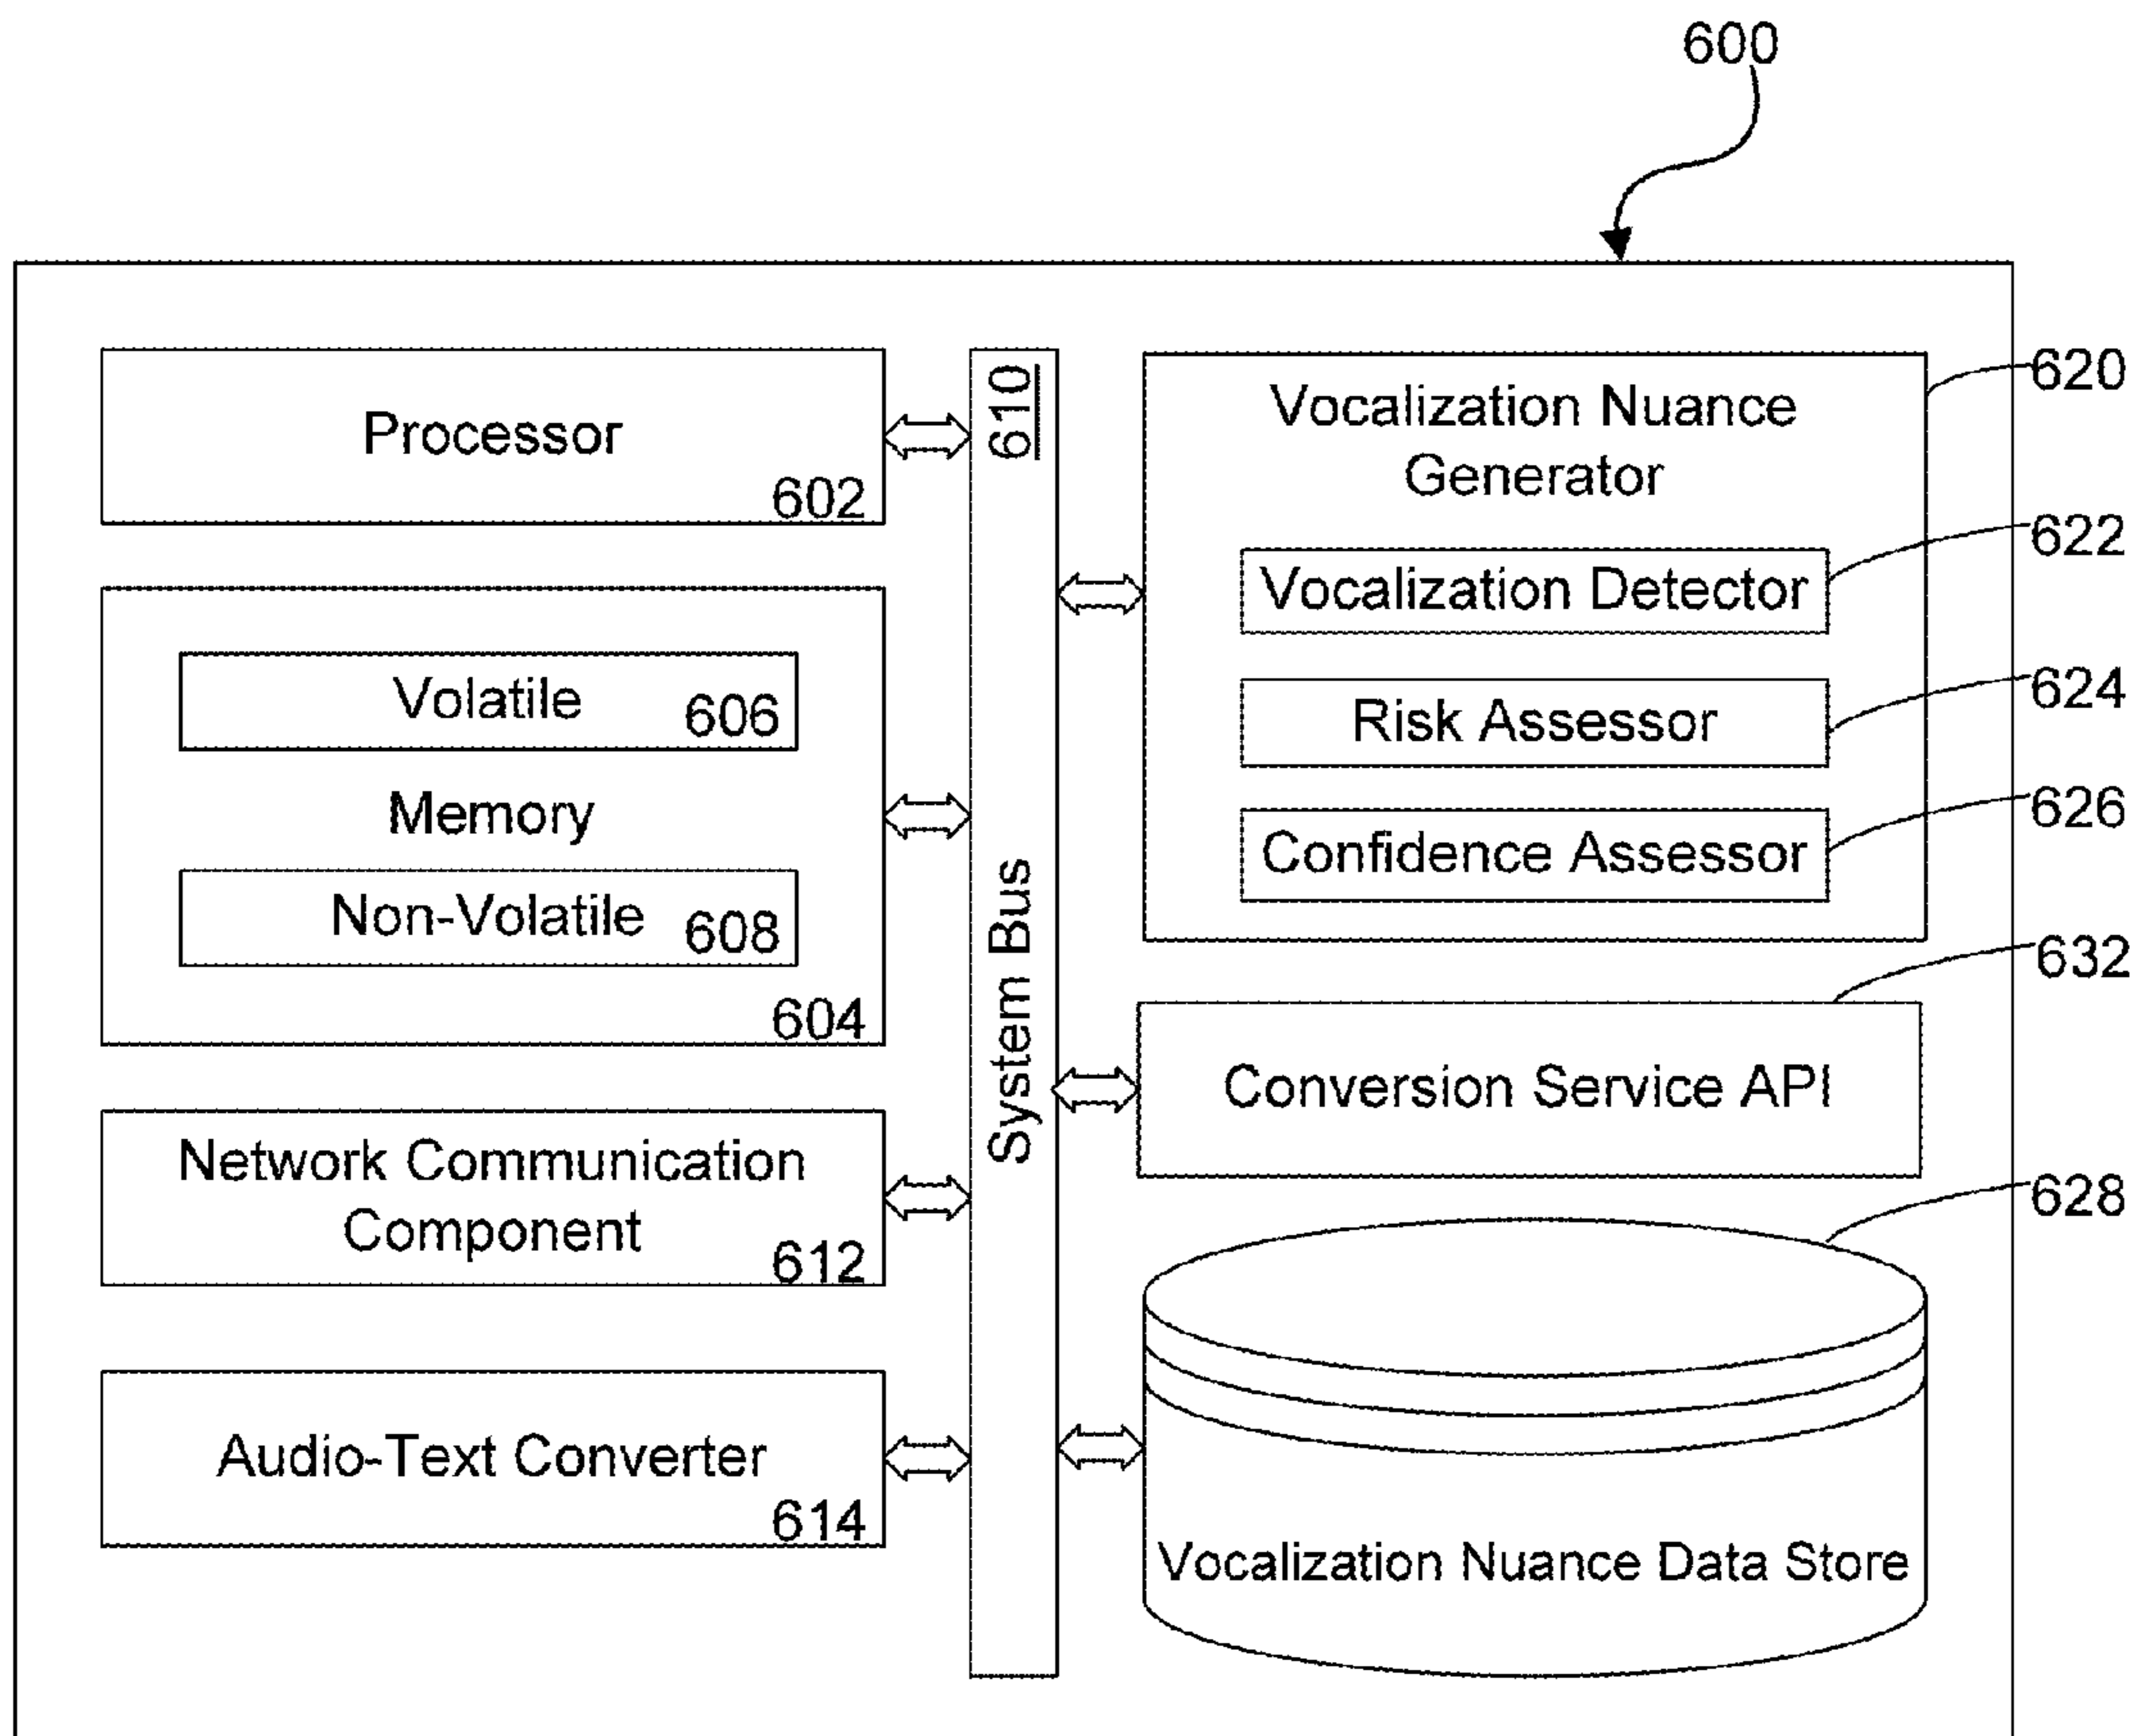 600
Processor
602
Volatile
606
Memory
Non-Volatile
608
604
Network Communication
Component
612
Audio-Text Converter
614
610
System Bus
Vocalization Nuance
Generator
620
Vocalization Detector
622
Risk Assessor
624
Confidence Assessor
626
632
Conversion Service API
628
Vocalization Nuance Data Store